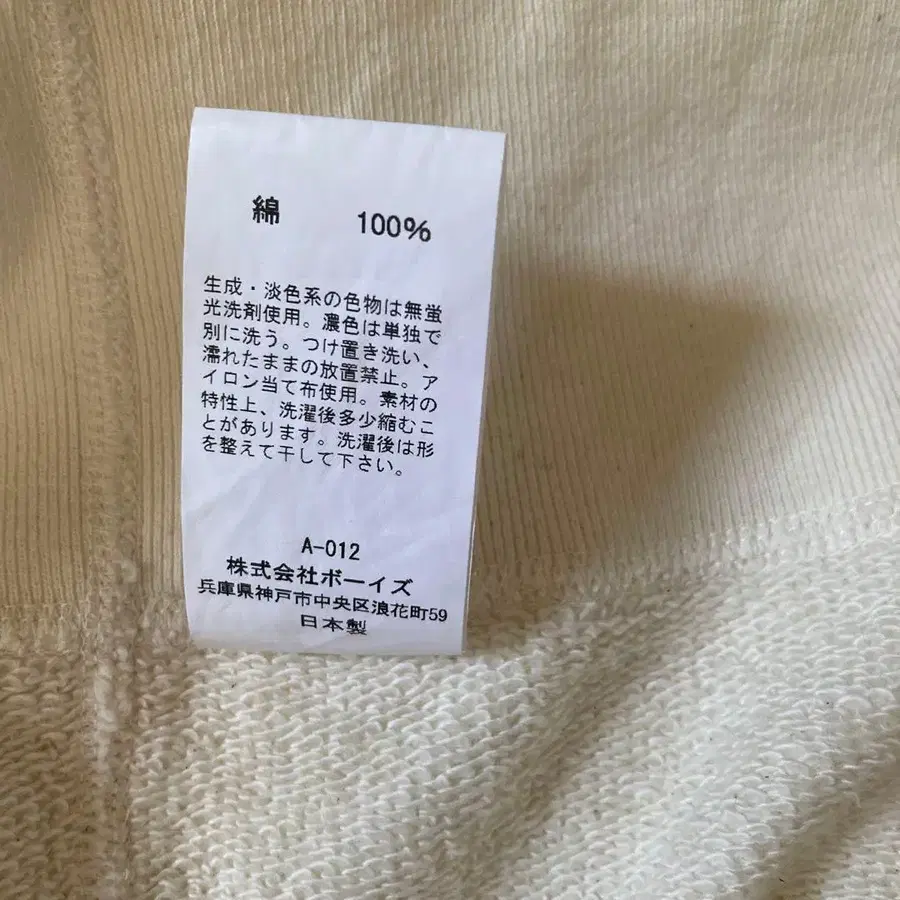 綿 100%
生成・淡色系の色物は無蛍
光洗剤使用。濃色は単独で
別に洗う。つけ置き洗い、
濡れたままの放置禁止。ア
イロン当て布使用。素材の
特性上、洗濯後多少縮むこ
とがあります。洗濯後は形
を整えて干して下さい。
A-012
株式会社ボーイズ
兵庫県神戸市中央区浪花町59
日本製